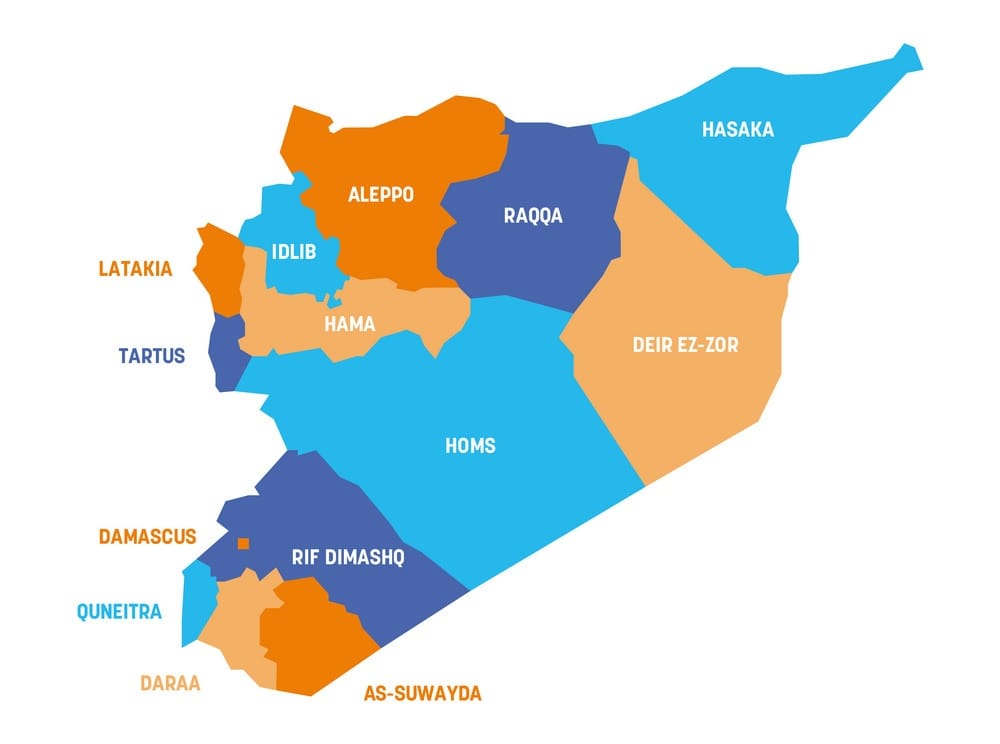 HASAKA
ALEPPO
RAQQA
IDLIB
LATAKIA
HAMA
DEIR EZ-ZOR
TARTUS
HOMS
DAMASCUS
RIF DIMASHQ
QUNEITRA
DARAA
AS-SUWAYDA